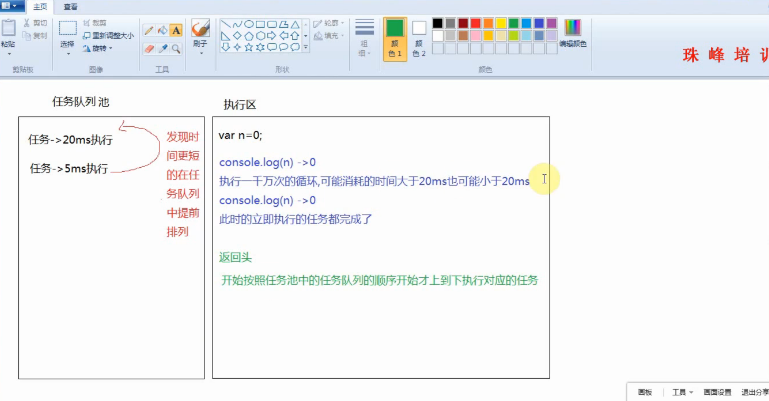 主页
查看
粘贴
剪切
复制
剪贴板
选择
裁剪
重新调整大小
旋转
图像
A
工具
刷子
形状
轮廓
填充
粗细
颜色 1
颜色 2
编辑颜色
颜色
珠 峰 培 训
任务队列 池
执行区
任务->20ms执行
任务->5ms执行
发现时
间更短
的在任
务队列
中提前
排列
var n=0;
console.log(n) ->0
执行一千万次的循环,可能消耗的时间大于20ms也可能小于20ms
console.log(n) ->0
此时的立即执行的任务都完成了
返回头
开始按照任务池中的任务队列的顺序开始才上到下执行对应的任务
画板
工具
画面设置
退出分享